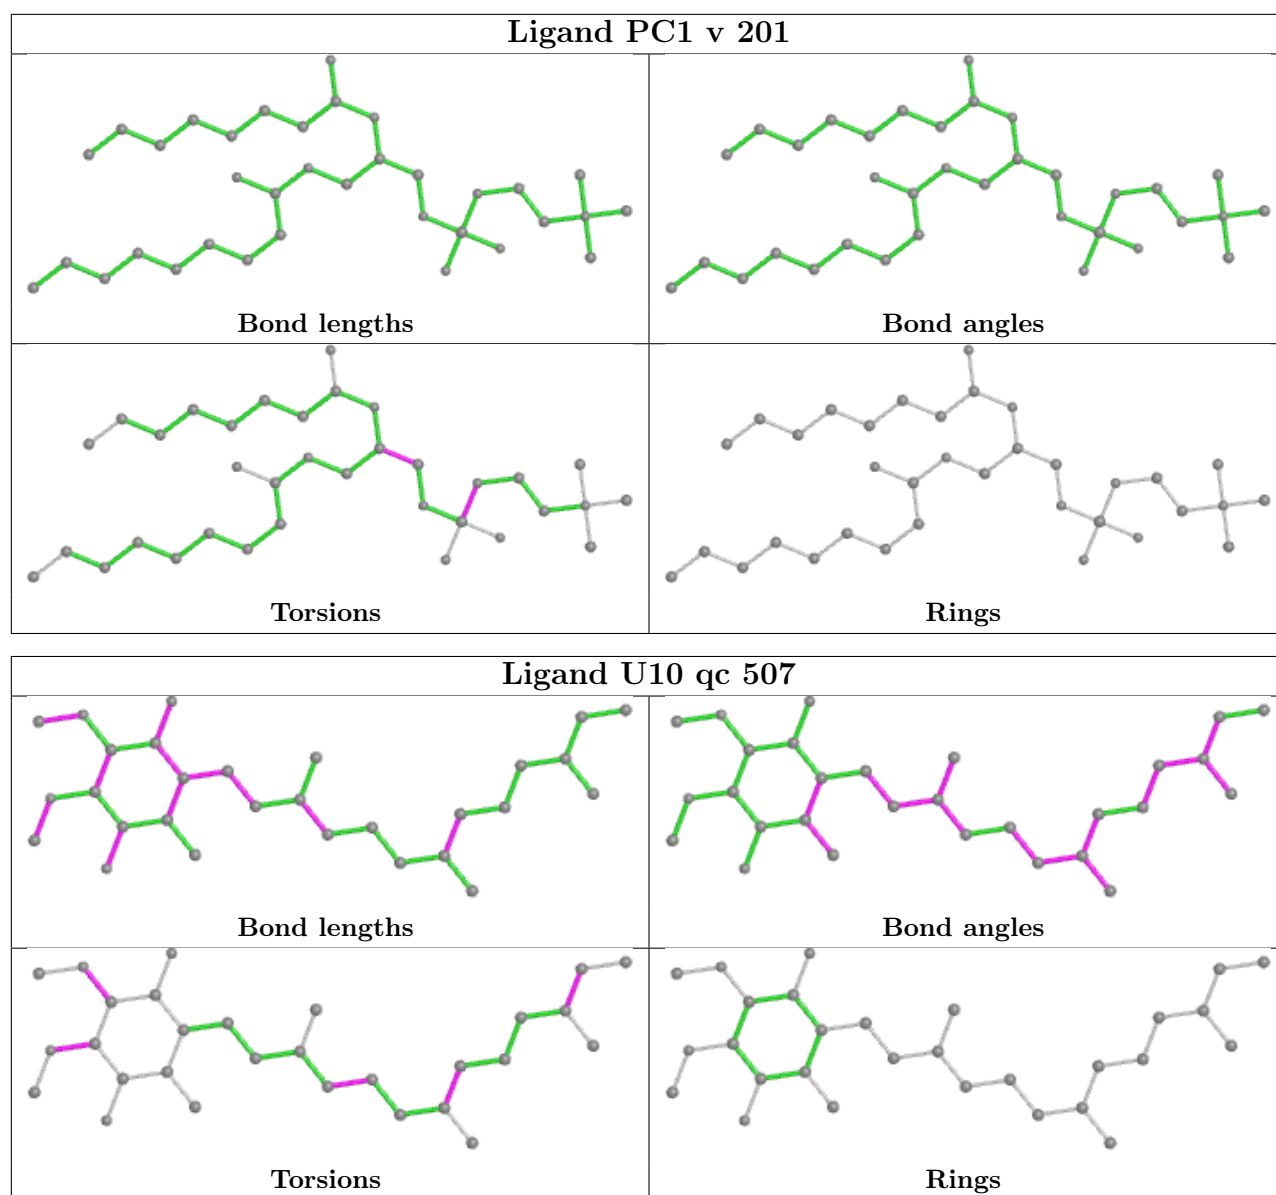 Ligand PC1 v 201
Bond lengths
Bond angles
Torsions
Rings
Ligand U10 qc 507
Bond lengths
Bond angles
Torsions
Rings